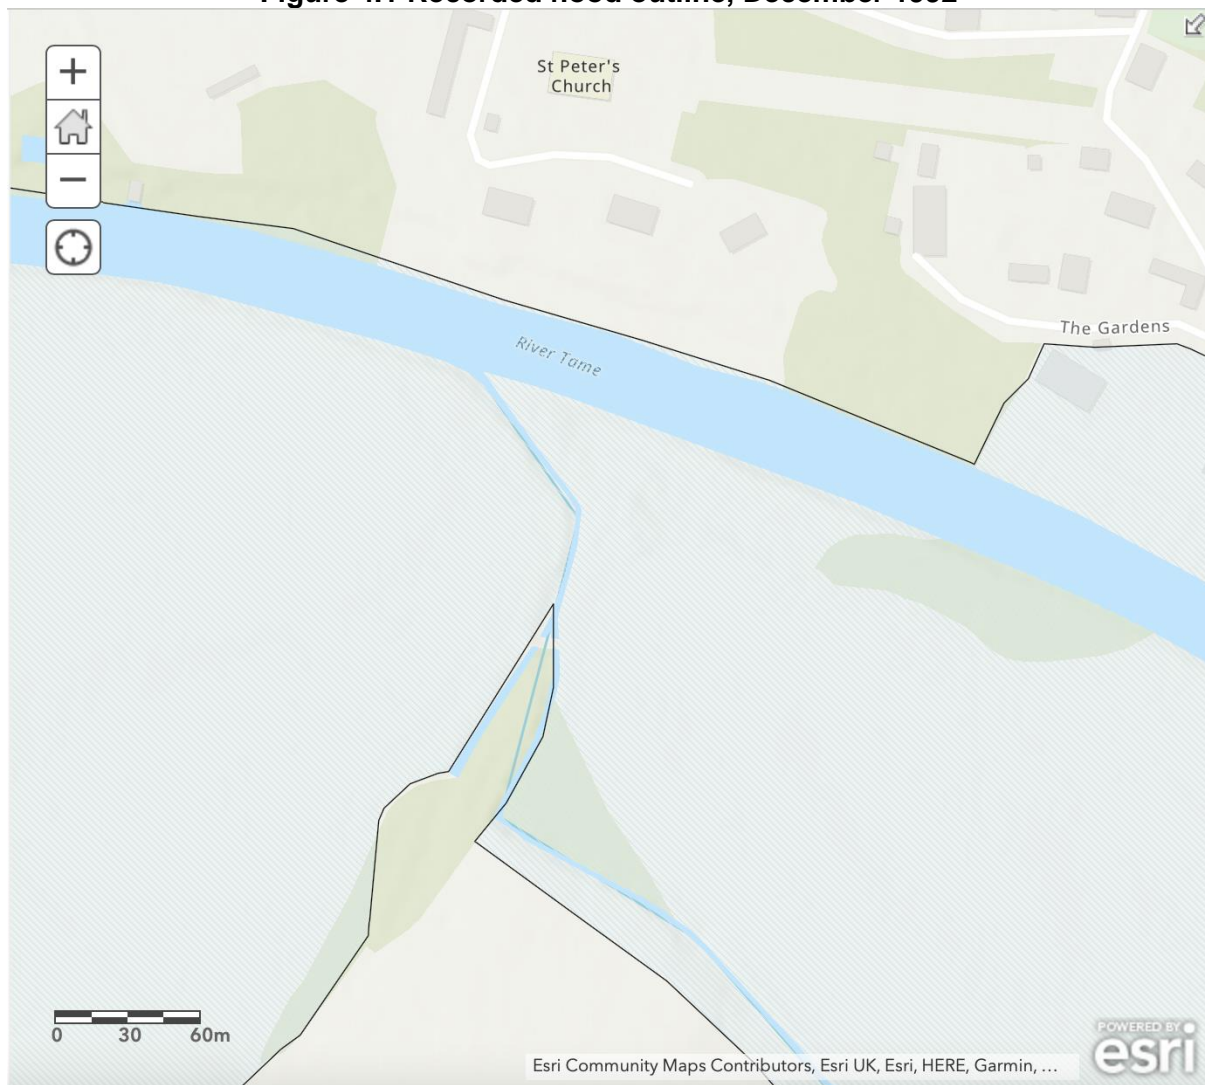 Figure 4.1 Recorded flood outline, December 1992
St Peter's
Church
River Tame
The Gardens
0 30 60m
Esri Community Maps Contributors, Esri UK, Esri, HERE, Garmin, ...
POWERED BY
esri